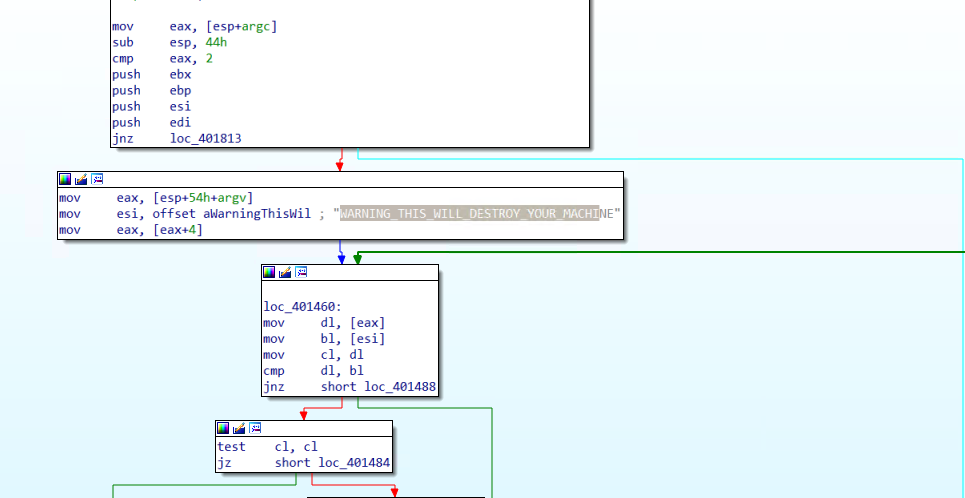 mov eax, [esp+argc]
sub esp, 44h
cmp eax, 2
push ebx
push ebp
push esi
push edi
jnz loc_401813
mov eax, [esp+54h+argv]
mov esi, offset aWarningThisWil ; "WARNING_THIS_WILL_DESTROY_YOUR_MACHINE"
mov eax, [eax+4]
loc_401460:
mov dl, [eax]
mov bl, [esi]
mov cl, dl
cmp dl, bl
jnz short loc_401488
test cl, cl
jz short loc_401484